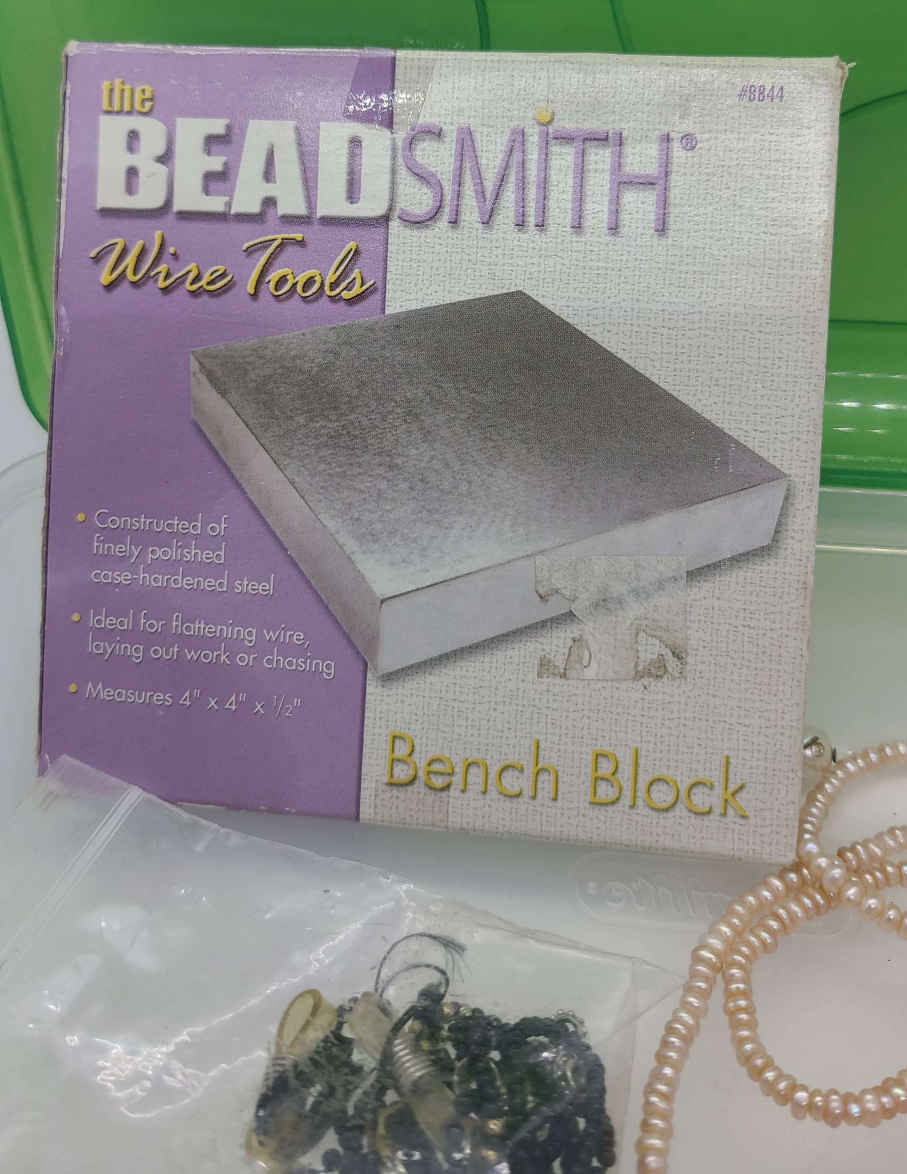 #BB44
the
BEADSMITH®
Wire Tools
• Constructed of
finely polished
case-hardened steel
• Ideal for flattening wire,
laying out work or chasing
• Measures 4" x 4" x 1/2"
Bench Block